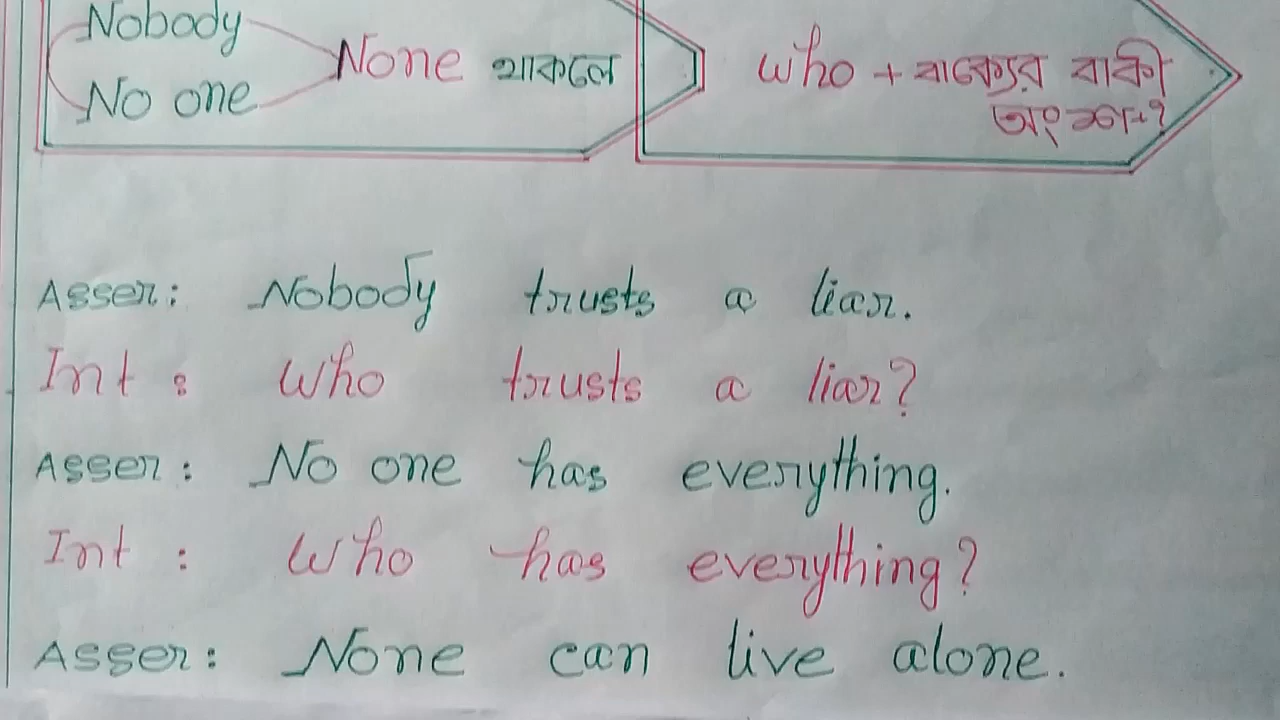 Nobody
No one
None থাকলে
who + বাক্যের বাকী
অংশ+?
Asser: Nobody trusts a liar.
Int : Who trusts a liar?
Asser: No one has everything.
Int : Who has everything?
Asser: None can live alone.